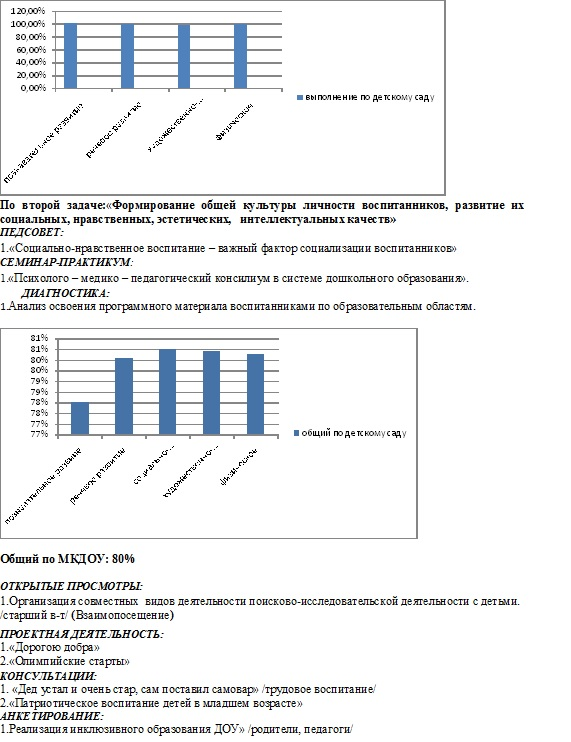 120,00%
100,00%
80,00%
60,00%
40,00%
20,00%
0,00%
познавательное развитие
речевое развитие
художественно-...
физическое
выполнение по детскому саду
По второй задаче:«Формирование общей культуры личности воспитанников, развитие их
социальных, нравственных, эстетических, интеллектуальных качеств»
ПЕДСОВЕТ:
1.«Социально-нравственное воспитание – важный фактор социализации воспитанников»
СЕМИНАР-ПРАКТИКУМ:
1.«Психолого – медико – педагогический консилиум в системе дошкольного образования».
ДИАГНОСТИКА:
1.Анализ освоения программного материала воспитанниками по образовательным областям.
81%
81%
80%
80%
79%
79%
78%
78%
77%
77%
познавательное развитие
речевое развитие
социально-...
художественно-...
физическое
общий по детскому саду
Общий по МКДОУ: 80%
ОТКРЫТЫЕ ПРОСМОТРЫ:
1.Организация совместных видов деятельности поисково-исследовательской деятельности с детьми.
/старший в-т/ (Взаимопосещение)
ПРОЕКТНАЯ ДЕЯТЕЛЬНОСТЬ:
1.«Дорогою добра»
2.«Олимпийские старты»
КОНСУЛЬТАЦИИ:
1. «Дед устал и очень стар, сам поставил самовар» /трудовое воспитание/
2.«Патриотическое воспитание детей в младшем возрасте»
АНКЕТИРОВАНИЕ:
1.Реализация инклюзивного образования ДОУ» /родители, педагоги/